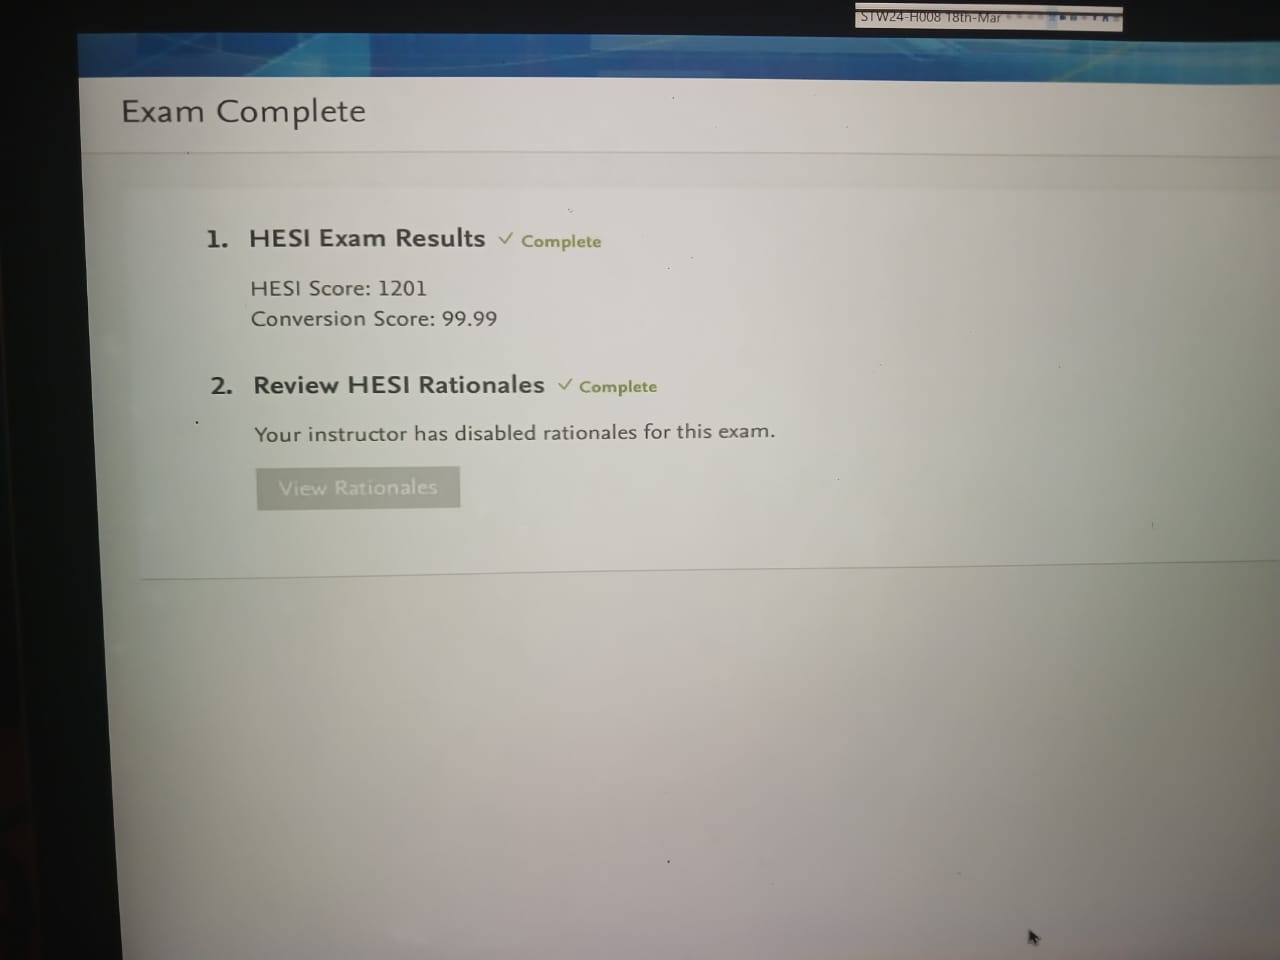 STW24-H008 18th-Mar
Exam Complete
1. HESI Exam Results ✓ Complete
HESI Score: 1201
Conversion Score: 99.99
2. Review HESI Rationales ✓ Complete
Your instructor has disabled rationales for this exam.
View Rationales